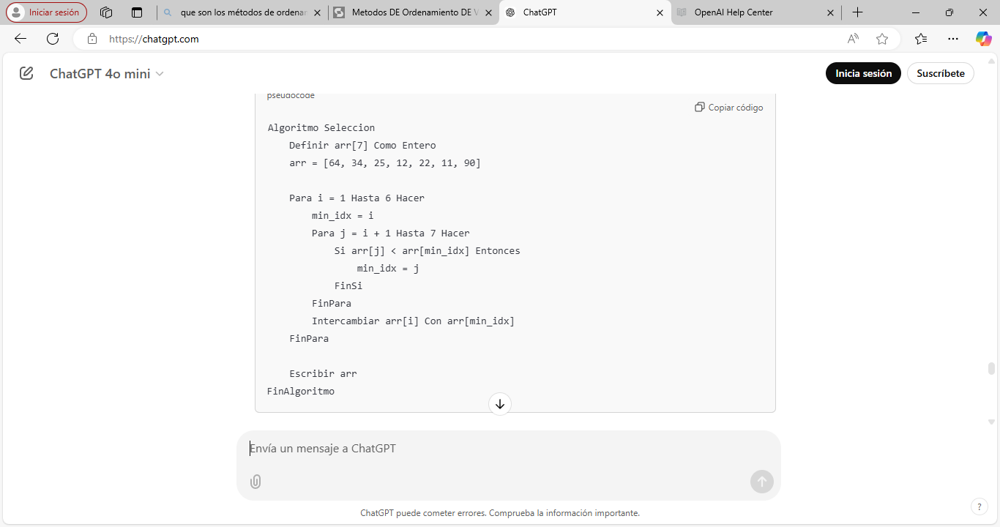 Iniciar sesión
que son los métodos de ordenar
Metodos DE Ordenamiento DE V
ChatGPT
OpenAI Help Center
https://chatgpt.com
ChatGPT 4o mini
Inicia sesión
Suscríbete
pseudocode
Copiar código
Algoritmo Seleccion
    Definir arr[7] Como Entero
    arr = [64, 34, 25, 12, 22, 11, 90]
    Para i = 1 Hasta 6 Hacer
        min_idx = i
        Para j = i + 1 Hasta 7 Hacer
            Si arr[j] < arr[min_idx] Entonces
                min_idx = j
            FinSi
        FinPara
        Intercambiar arr[i] Con arr[min_idx]
    FinPara
    Escribir arr
FinAlgoritmo
Envía un mensaje a ChatGPT
ChatGPT puede cometer errores. Comprueba la información importante.
?